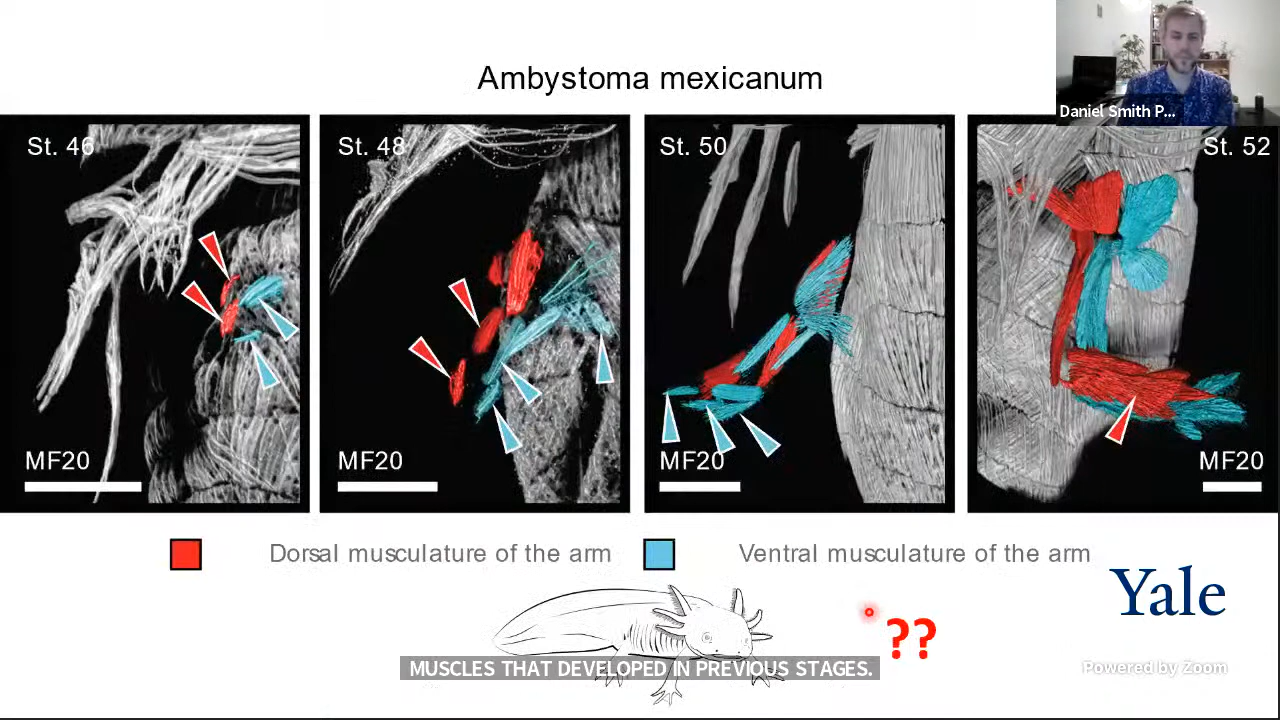 Ambystoma mexicanum
Daniel Smith P...
St. 46
St. 48
St. 50
St. 52
MF20
MF20
MF20
MF20
Dorsal musculature of the arm
Ventral musculature of the arm
Yale
??
MUSCLES THAT DEVELOPED IN PREVIOUS STAGES.
Powered by Zoom